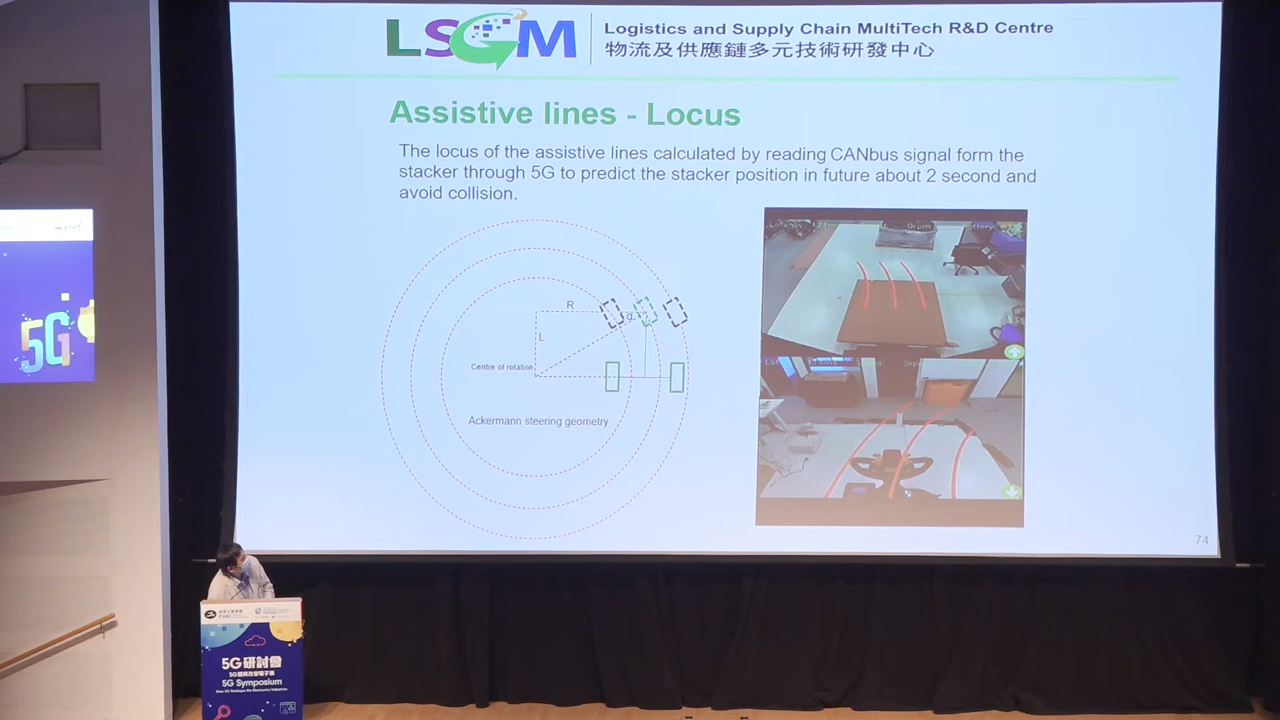 LSCM
Logistics and Supply Chain MultiTech R&D Centre
物流及供應鏈多元技術研發中心
Assistive lines - Locus
The locus of the assistive lines calculated by reading CANbus signal form the
stacker through 5G to predict the stacker position in future about 2 second and
avoid collision.
R
α
L
Centre of rotation
Ackermann steering geometry
74
5G
5G研討會
5G Symposium